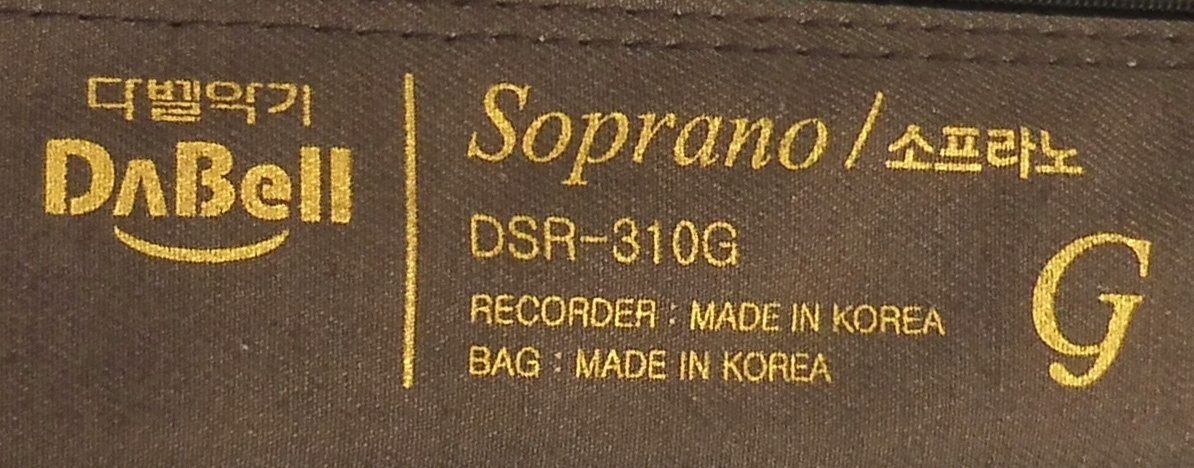 다벨악기
DaBell
Soprano / 소프라노
DSR-310G
RECORDER : MADE IN KOREA
BAG : MADE IN KOREA
G